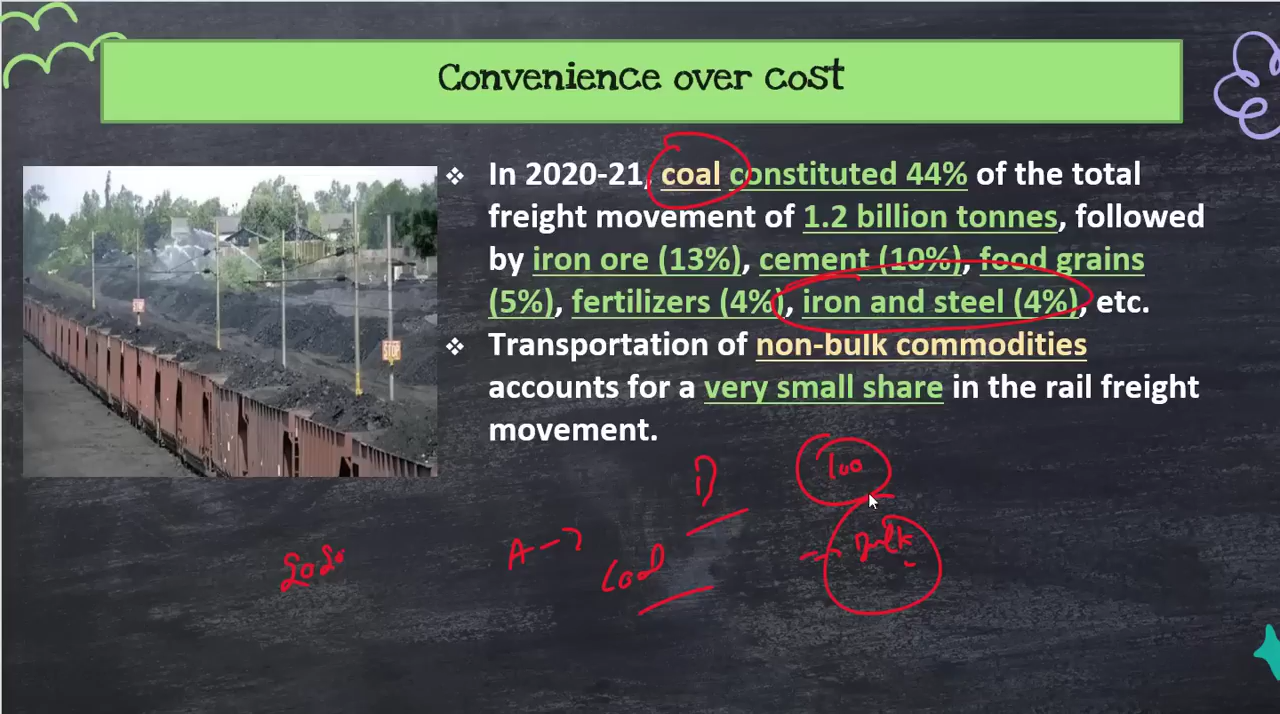 Convenience over cost
❖ In 2020-21, coal constituted 44% of the total
freight movement of 1.2 billion tonnes, followed
by iron ore (13%), cement (10%), food grains
(5%), fertilizers (4%), iron and steel (4%), etc.
❖ Transportation of non-bulk commodities
accounts for a very small share in the rail freight
movement.
STOP
STOP
100
Bulk
Coal